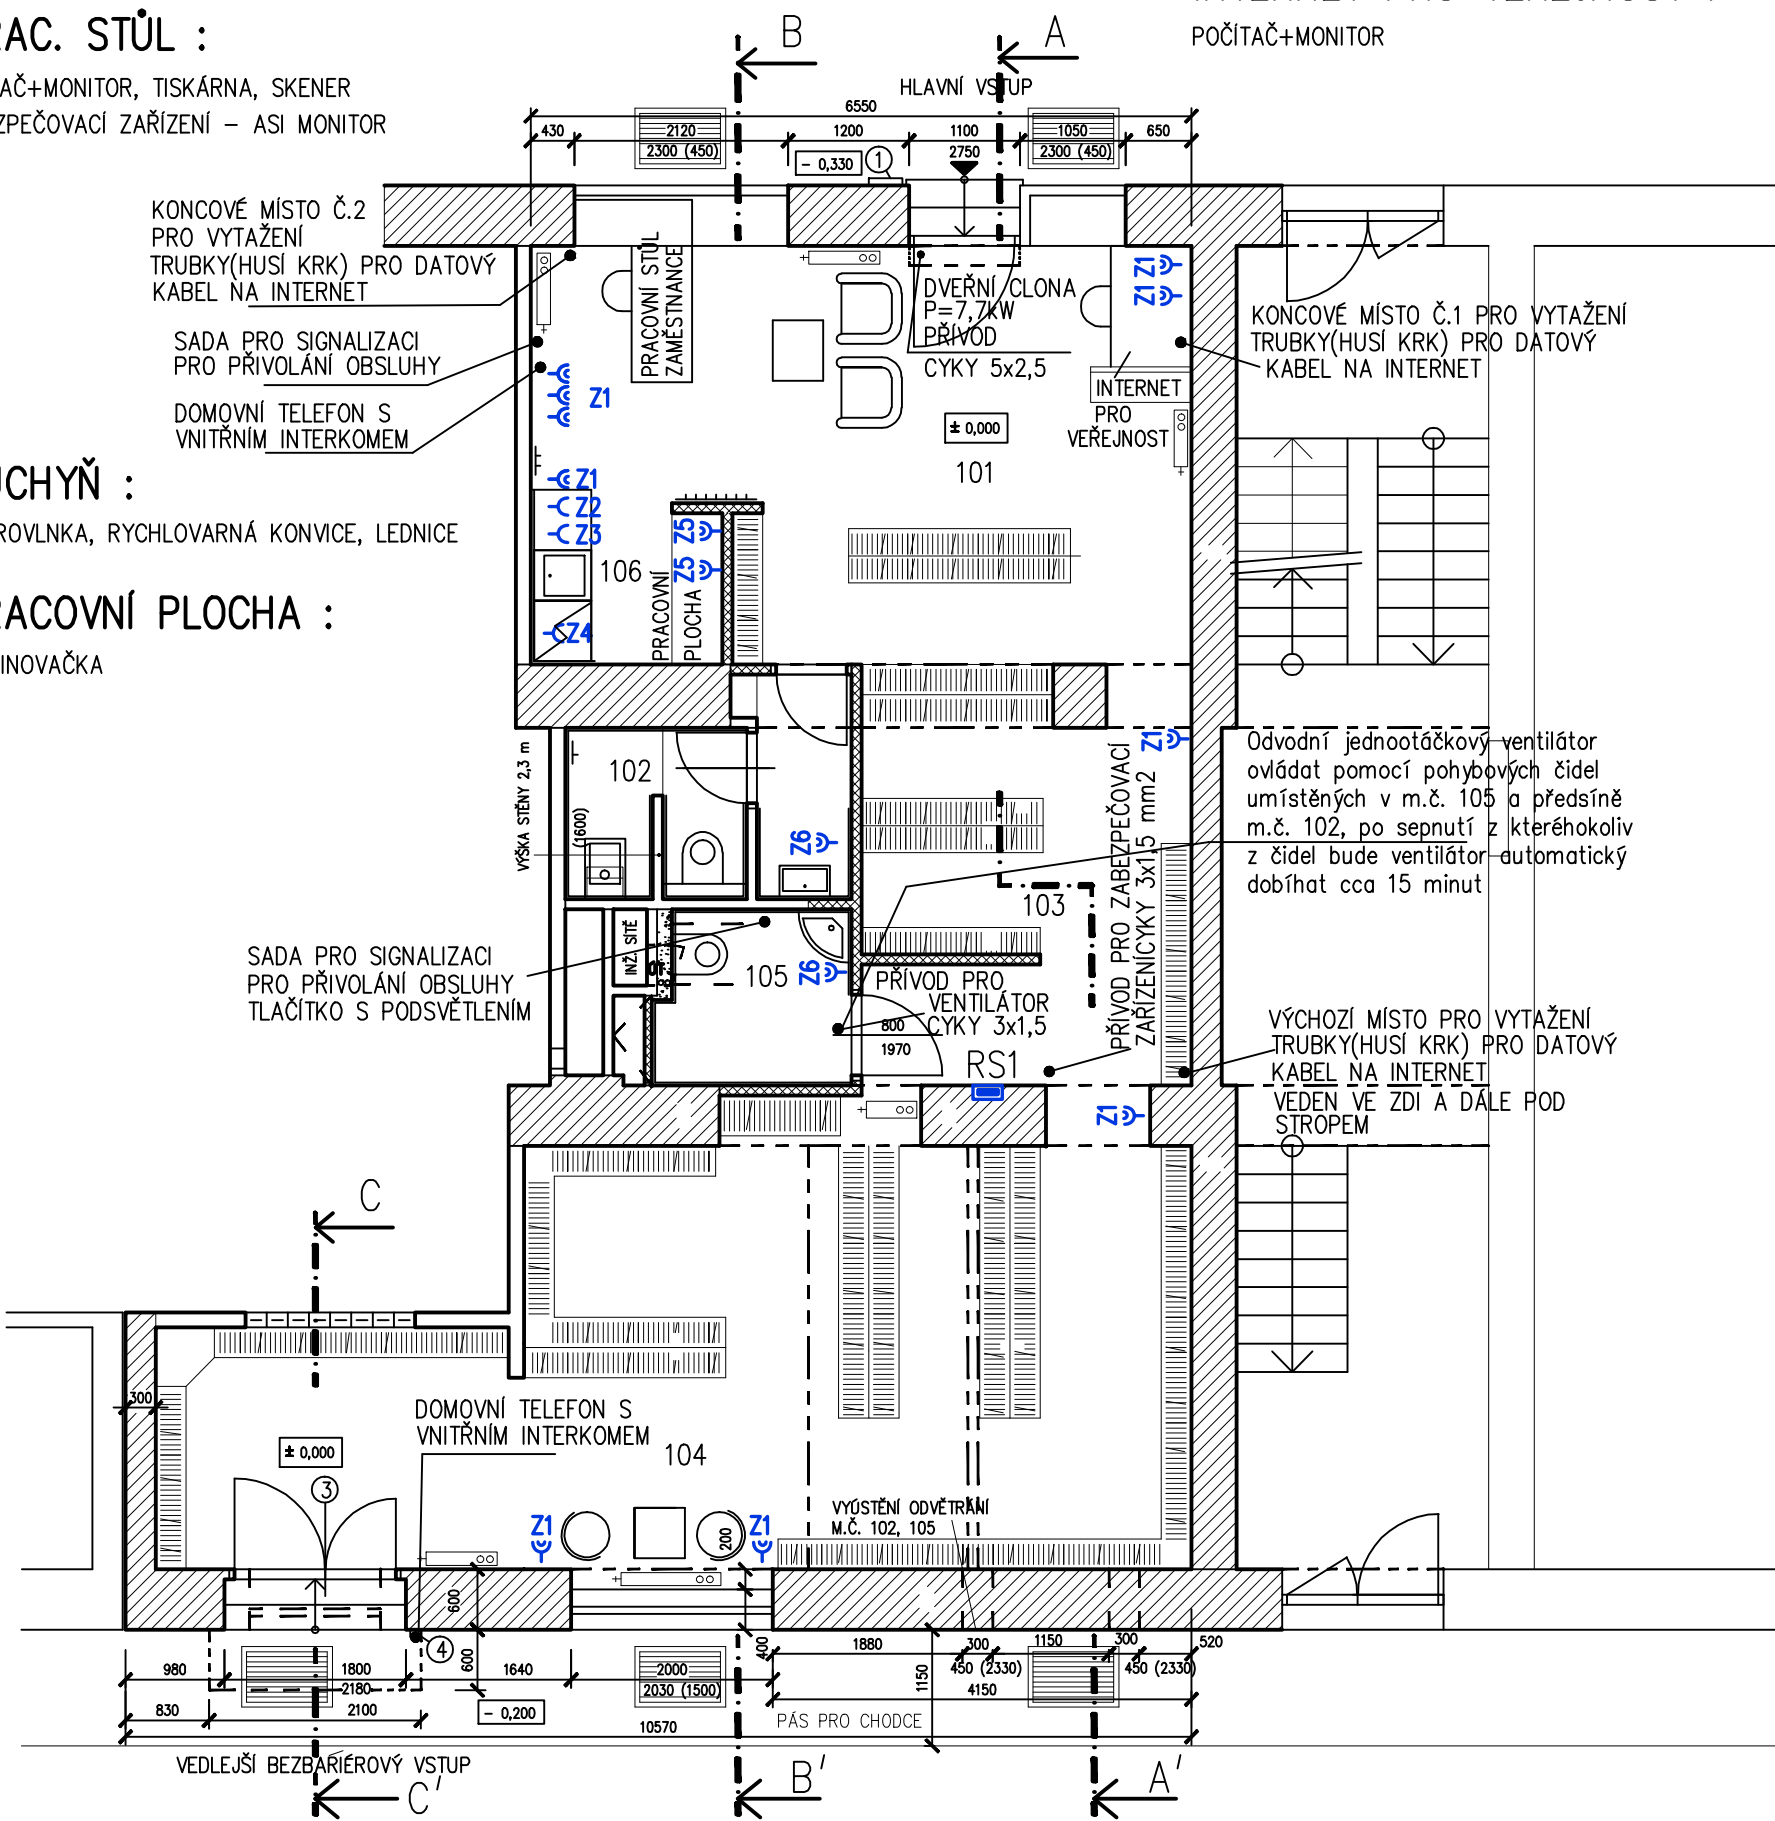 RAC. STŮL :
AČ+MONITOR, TISKÁRNA, SKENER
ZPEČOVACÍ ZAŘÍZENÍ – ASI MONITOR
POČÍTAČ+MONITOR
B
A
HLAVNÍ VSTUP
6550
430
2120
1200
1100
1050
650
2300 (450)
2750
2300 (450)
- 0,330
1
KONCOVÉ MÍSTO Č.2
PRO VYTAŽENÍ
TRUBKY(HUSÍ KRK) PRO DATOVÝ
KABEL NA INTERNET
SADA PRO SIGNALIZACI
PRO PŘIVOLÁNÍ OBSLUHY
DOMOVNÍ TELEFON S
VNITŘNÍM INTERKOMEM
PRACOVNÍ STŮL
ZAMĚSTNANCE
DVEŘNÍ CLONA
P=7,7kW
PŘÍVOD
CYKY 5x2,5
Z1
Z1
KONCOVÉ MÍSTO Č.1 PRO VYTAŽENÍ
TRUBKY(HUSÍ KRK) PRO DATOVÝ
KABEL NA INTERNET
INTERNET
PRO
VEŘEJNOST
± 0,000
101
Z1
Z1
Z2
Z3
Z4
Z5
Z5
106
PRACOVNÍ
PLOCHA
UCHYŇ :
ROVLNKA, RYCHLOVARNÁ KONVICE, LEDNICE
RACOVNÍ PLOCHA :
INOVAČKA
VÝŠKA STĚNY 2,3 m
102
(1600)
Z6
Z1
PŘÍVOD PRO ZABEZPEČOVACÍ
ZAŘÍZENÍCYKY 3x1,5 mm2
Odvodní jednootáčkový ventilátor
ovládat pomocí pohybových čidel
umístěných v m.č. 105 a předsíně
m.č. 102, po sepnutí z kteréhokoliv
z čidel bude ventilátor automatický
dobíhat cca 15 minut
103
SADA PRO SIGNALIZACI
PRO PŘIVOLÁNÍ OBSLUHY
TLAČÍTKO S PODSVĚTLENÍM
INŽ. SÍTĚ
105
Z6
PŘÍVOD PRO
VENTILÁTOR
CYKY 3x1,5
800
1970
RS1
VÝCHOZÍ MÍSTO PRO VYTAŽENÍ
TRUBKY(HUSÍ KRK) PRO DATOVÝ
KABEL NA INTERNET
VEDEN VE ZDI A DÁLE POD
STROPEM
Z1
C
300
DOMOVNÍ TELEFON S
VNITŘNÍM INTERKOMEM
104
± 0,000
3
Z1
Z1
200
VYÚSTĚNÍ ODVĚTRÁNÍ
M.Č. 102, 105
600
600
400
4
980
1800
2180
1640
2000
2030 (1500)
1880
300
1150
300
520
450 (2330)
450 (2330)
1150
4150
830
2100
- 0,200
10570
PÁS PRO CHODCE
VEDLEJŠÍ BEZBARIÉROVÝ VSTUP
C'
B'
A'